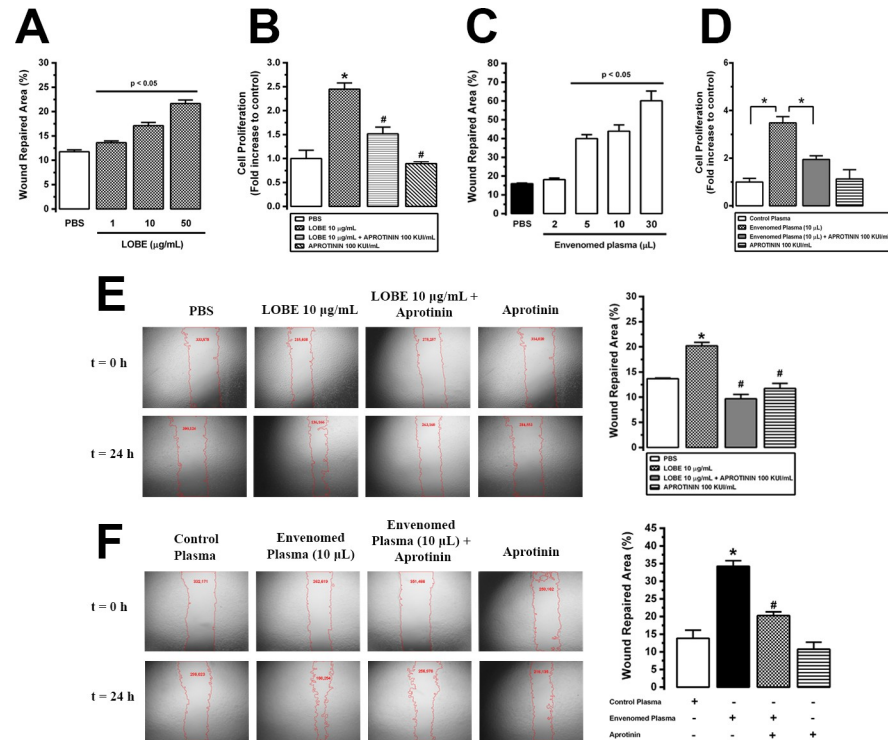 A
B
C
D
Wound Repaired Area (%)
30
25
20
15
10
5
0
p < 0.05
PBS
1
10
50
LOBE (µg/mL)
Cell Proliferation
(Fold increase to control)
3.0
2.5
2.0
1.5
1.0
0.5
0.0
*
#
#
PBS
LOBE 10 µg/mL
LOBE 10 µg/mL + APROTININ 100 KUI/mL
APROTININ 100 KUI/mL
Wound Repaired Area (%)
80
70
60
50
40
30
20
10
0
p < 0.05
PBS
2
5
10
30
Envenomed plasma (µL)
Cell Proliferation
(Fold increase to control)
6
4
2
0
*
*
Control Plasma
Envenomed Plasma (10 µL)
Envenomed Plasma (10 µL) + APROTININ 100 KUI/mL
APROTININ 100 KUI/mL
E
PBS
LOBE 10 µg/mL
LOBE 10 µg/mL +
Aprotinin
Aprotinin
t = 0 h
t = 24 h
Wound Repaired Area (%)
30
25
20
15
10
5
0
*
#
#
PBS
LOBE 10 µg/mL
LOBE 10 µg/mL + APROTININ 100 KUI/mL
APROTININ 100 KUI/mL
F
Control
Plasma
Envenomed
Plasma (10 µL)
Envenomed
Plasma (10 µL) +
Aprotinin
Aprotinin
t = 0 h
t = 24 h
Wound Repaired Area (%)
45
40
35
30
25
20
15
10
5
0
*
#
Control Plasma + - - -
Envenomed Plasma - + + -
Aprotinin - - + +